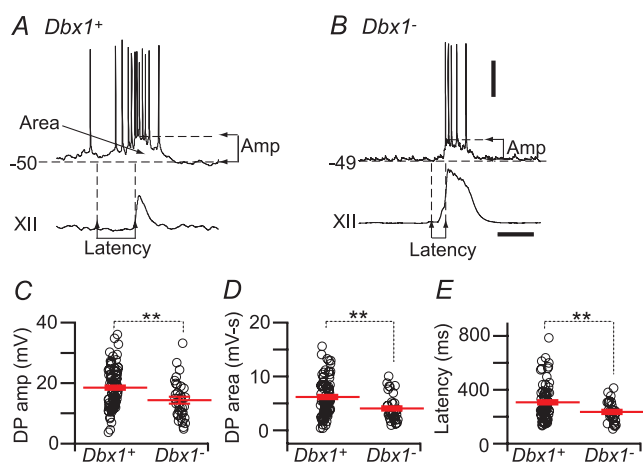 A Dbx1+
B Dbx1-
Area
Amp
-50
XII
Latency
Amp
-49
XII
Latency
C
**
DP amp (mV)
40
20
0
Dbx1+ Dbx1-
D
**
DP area (mV-s)
20
10
0
Dbx1+ Dbx1-
E
**
Latency (ms)
800
400
0
Dbx1+ Dbx1-